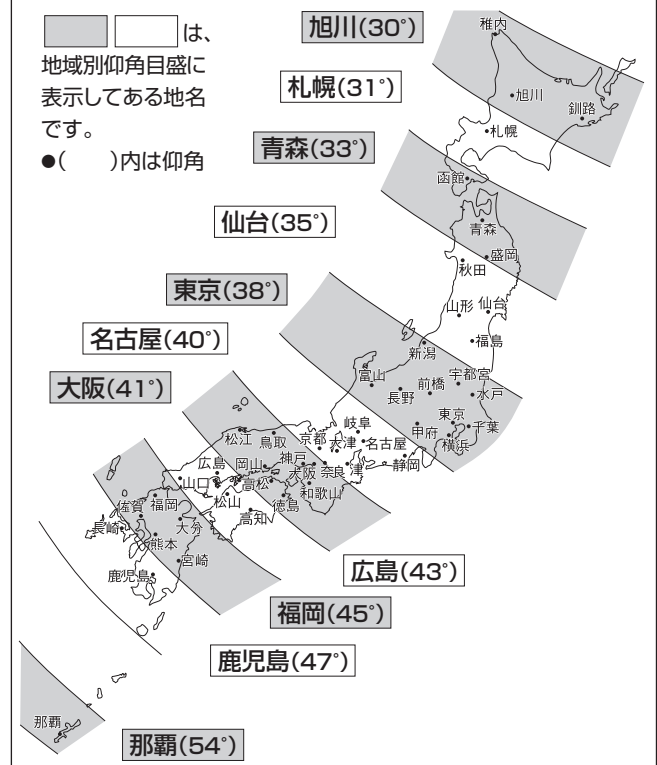 は、
地域別仰角目盛に
表示してある地名
です。
●(　　)内は仰角
旭川(30°)
札幌(31°)
青森(33°)
仙台(35°)
東京(38°)
名古屋(40°)
大阪(41°)
広島(43°)
福岡(45°)
鹿児島(47°)
那覇(54°)
稚内
旭川
釧路
札幌
函館
青森
盛岡
秋田
山形
仙台
福島
新潟
富山
長野
前橋
宇都宮
水戸
東京
千葉
甲府
横浜
岐阜
京都
大津
名古屋
静岡
松江
鳥取
神戸
大阪
奈良
津
和歌山
広島
岡山
高松
徳島
山口
松山
高知
佐賀
福岡
大分
長崎
熊本
宮崎
鹿児島
那覇